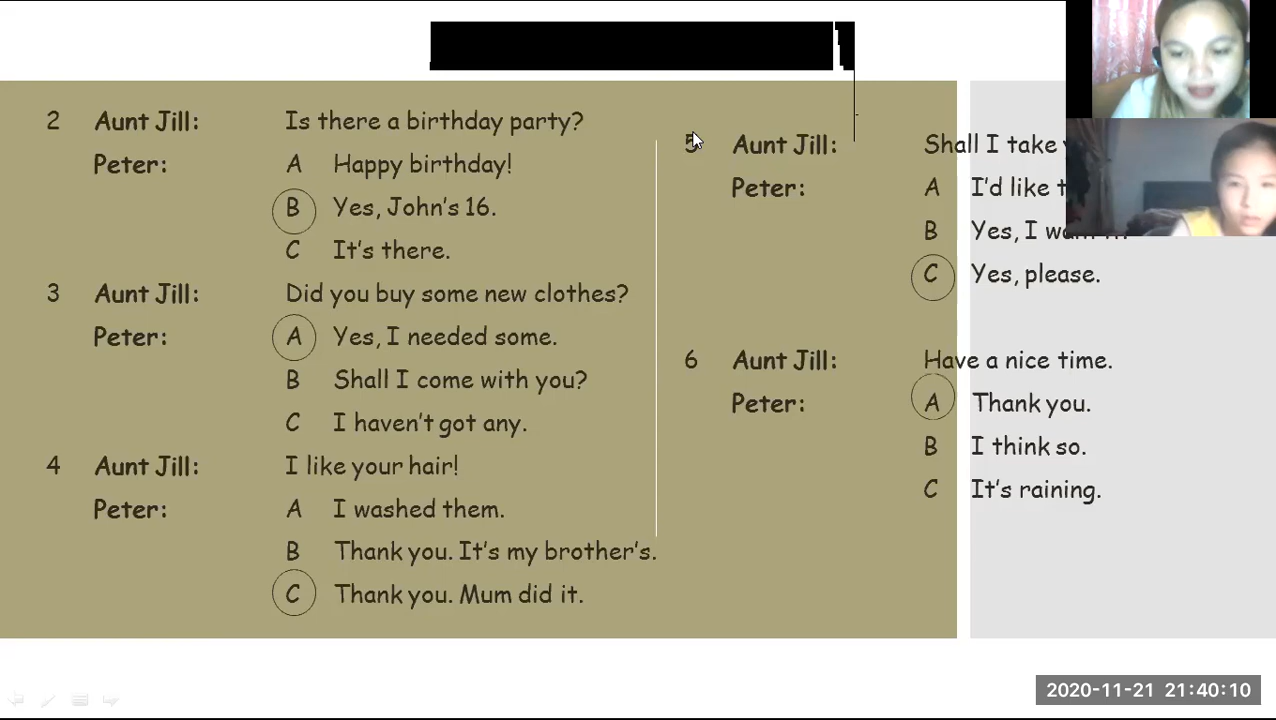 2 Aunt Jill: Is there a birthday party?
Peter: A Happy birthday!
B Yes, John's 16.
C It's there.
3 Aunt Jill: Did you buy some new clothes?
Peter: A Yes, I needed some.
B Shall I come with you?
C I haven't got any.
4 Aunt Jill: I like your hair!
Peter: A I washed them.
B Thank you. It's my brother's.
C Thank you. Mum did it.
5 Aunt Jill: Shall I take
Peter: A I'd like
B Yes, I
C Yes, please.
6 Aunt Jill: Have a nice time.
Peter: A Thank you.
B I think so.
C It's raining.
2020-11-21 21:40:10